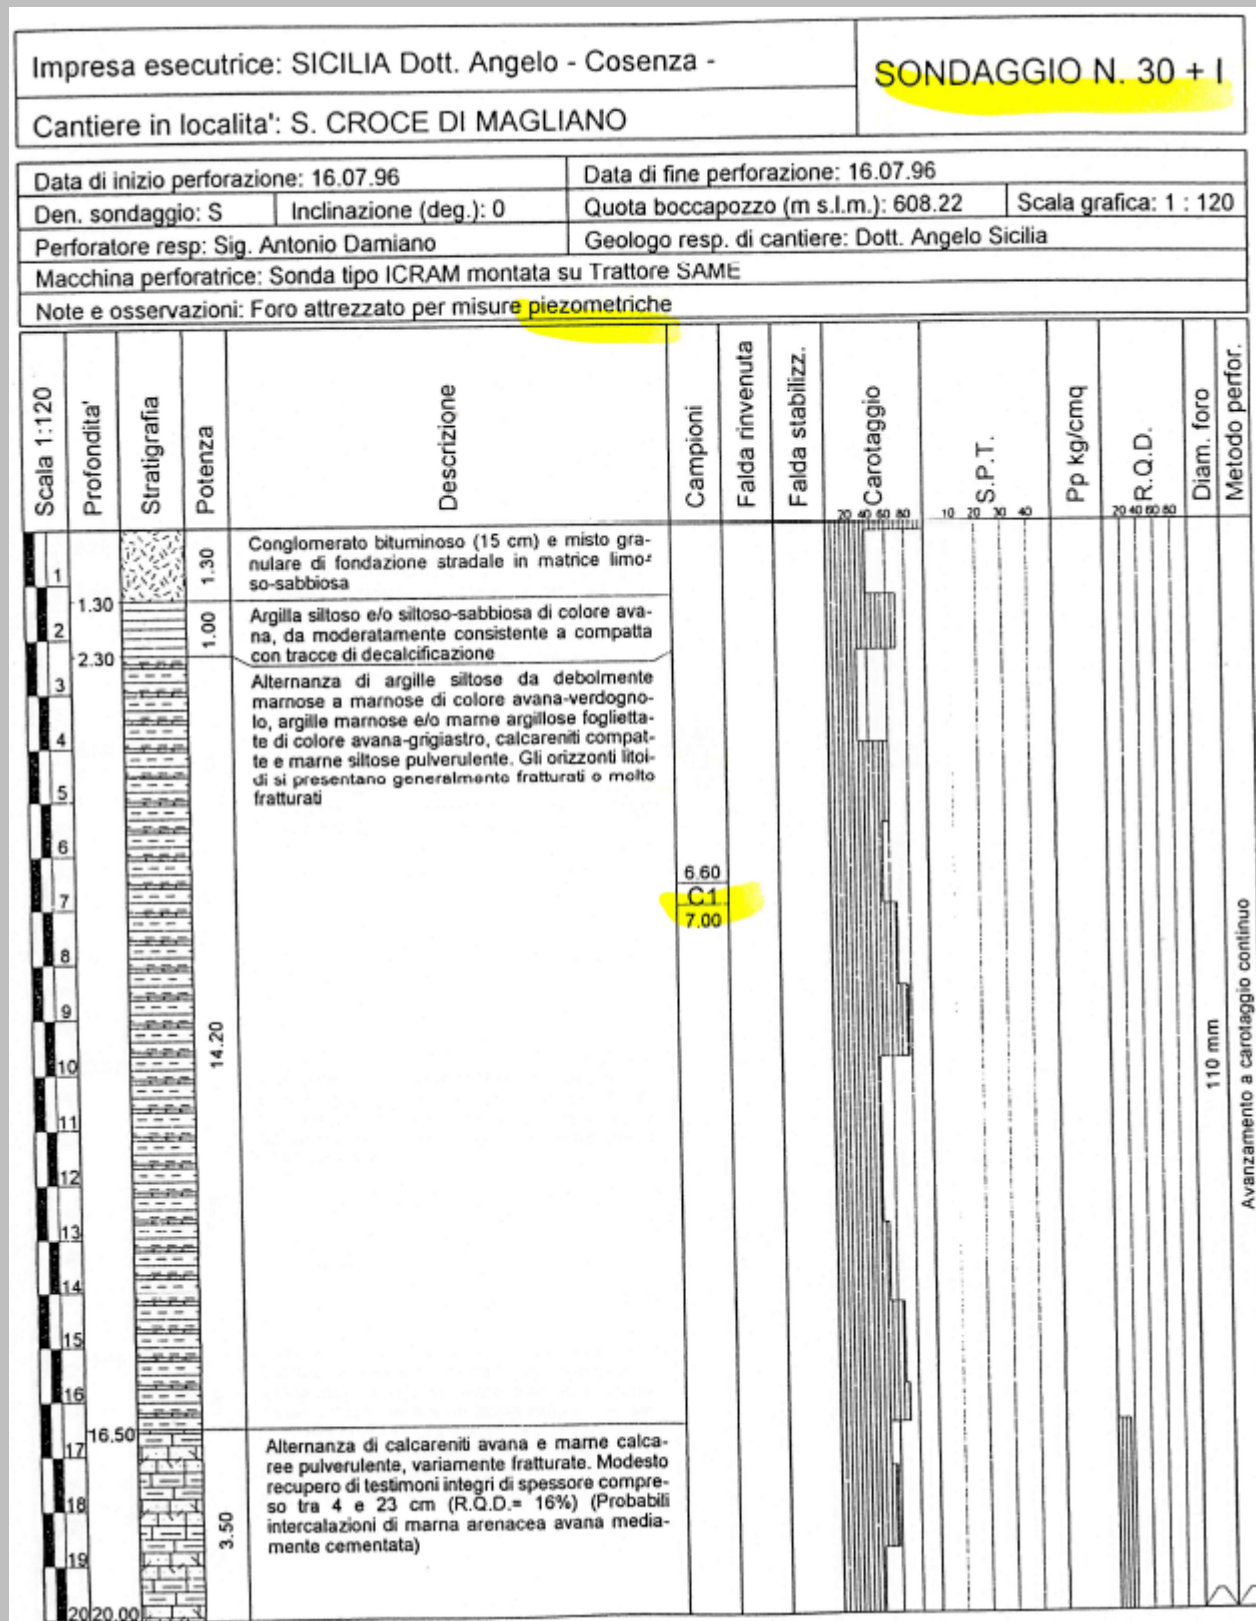 Impresa esecutrice: SICILIA Dott. Angelo - Cosenza -
SONDAGGIO N. 30 + I
Cantiere in localita': S. CROCE DI MAGLIANO
Data di inizio perforazione: 16.07.96
Data di fine perforazione: 16.07.96
Den. sondaggio: S
Inclinazione (deg.): 0
Quota boccapozzo (m s.l.m.): 608.22
Scala grafica: 1 : 120
Perforatore resp: Sig. Antonio Damiano
Geologo resp. di cantiere: Dott. Angelo Sicilia
Macchina perforatrice: Sonda tipo ICRAM montata su Trattore SAME
Note e osservazioni: Foro attrezzato per misure piezometriche
Scala 1:120
Profondita'
Stratigrafia
Potenza
Descrizione
Campioni
Falda rinvenuta
Falda stabilizz.
Carotaggio
20 40 60 80
S.P.T.
10 20 30 40
Pp kg/cmq
R.Q.D.
20 40 60 80
Diam. foro
Metodo perfor.
1
2
3
4
5
6
7
8
9
10
11
12
13
14
15
16
17
18
19
20
1.30
2.30
16.50
20.00
1.30
Conglomerato bituminoso (15 cm) e misto gra-
nulare di fondazione stradale in matrice limo-
so-sabbiosa
1.00
Argilla siltoso e/o siltoso-sabbiosa di colore ava-
na, da moderatamente consistente a compatta
con tracce di decalcificazione
14.20
Alternanza di argille siltose da debolmente
marnose a marnose di colore avana-verdogno-
lo, argille marnose e/o marne argillose foglietta-
te di colore avana-grigiastro, calcareniti compat-
te e marne siltose pulverulente. Gli orizzonti litoi-
di si presentano generalmente fratturati o molto
fratturati
6.60
C1
7.00
3.50
Alternanza di calcareniti avana e marne calca-
ree pulverulente, variamente fratturate. Modesto
recupero di testimoni integri di spessore compre-
so tra 4 e 23 cm (R.Q.D.= 16%) (Probabili
intercalazioni di marna arenacea avana media-
mente cementata)
110 mm
Avanzamento a carotaggio continuo